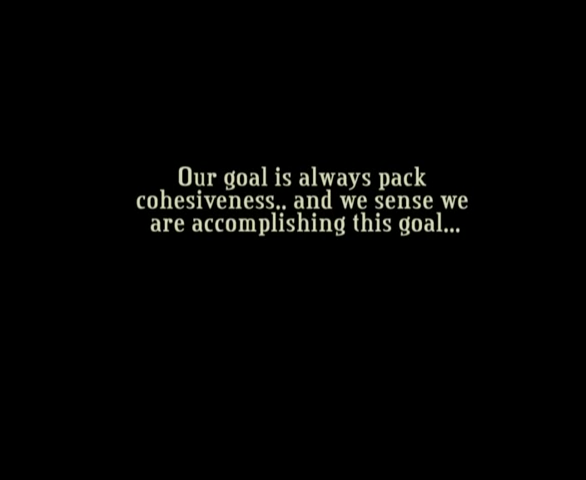 Our goal is always pack
cohesiveness.. and we sense we
are accomplishing this goal...